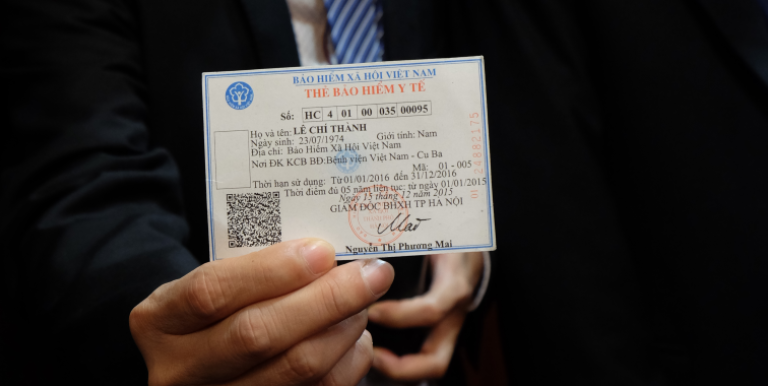 BẢO HIỂM XÃ HỘI VIỆT NAM
THẺ BẢO HIỂM Y TẾ
Số: HC 4 01 00 035 00095
Họ và tên: LÊ CHÍ THÀNH
Ngày sinh: 23/07/1974 Giới tính: Nam
Địa chỉ: Bảo Hiểm Xã Hội Việt Nam
Nơi ĐK KCB BĐ:Bệnh viện Việt Nam - Cu Ba
Mã: 01 - 005
Thời hạn sử dụng: Từ 01/01/2016 đến 31/12/2016
Thời điểm đủ 05 năm liên tục: từ ngày 01/01/2015
Ngày 15 tháng 12 năm 2015
GIÁM ĐỐC BHXH TP HÀ NỘI
Nguyễn Thị Phương Mai